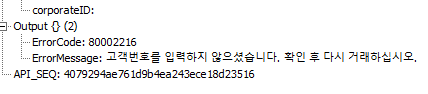 corporateID:
Output {} (2)
ErrorCode: 80002216
ErrorMessage: 고객번호를 입력하지 않으셨습니다. 확인 후 다시 거래하십시오.
API_SEQ: 4079294ae761d9b4ea243ece18d23516